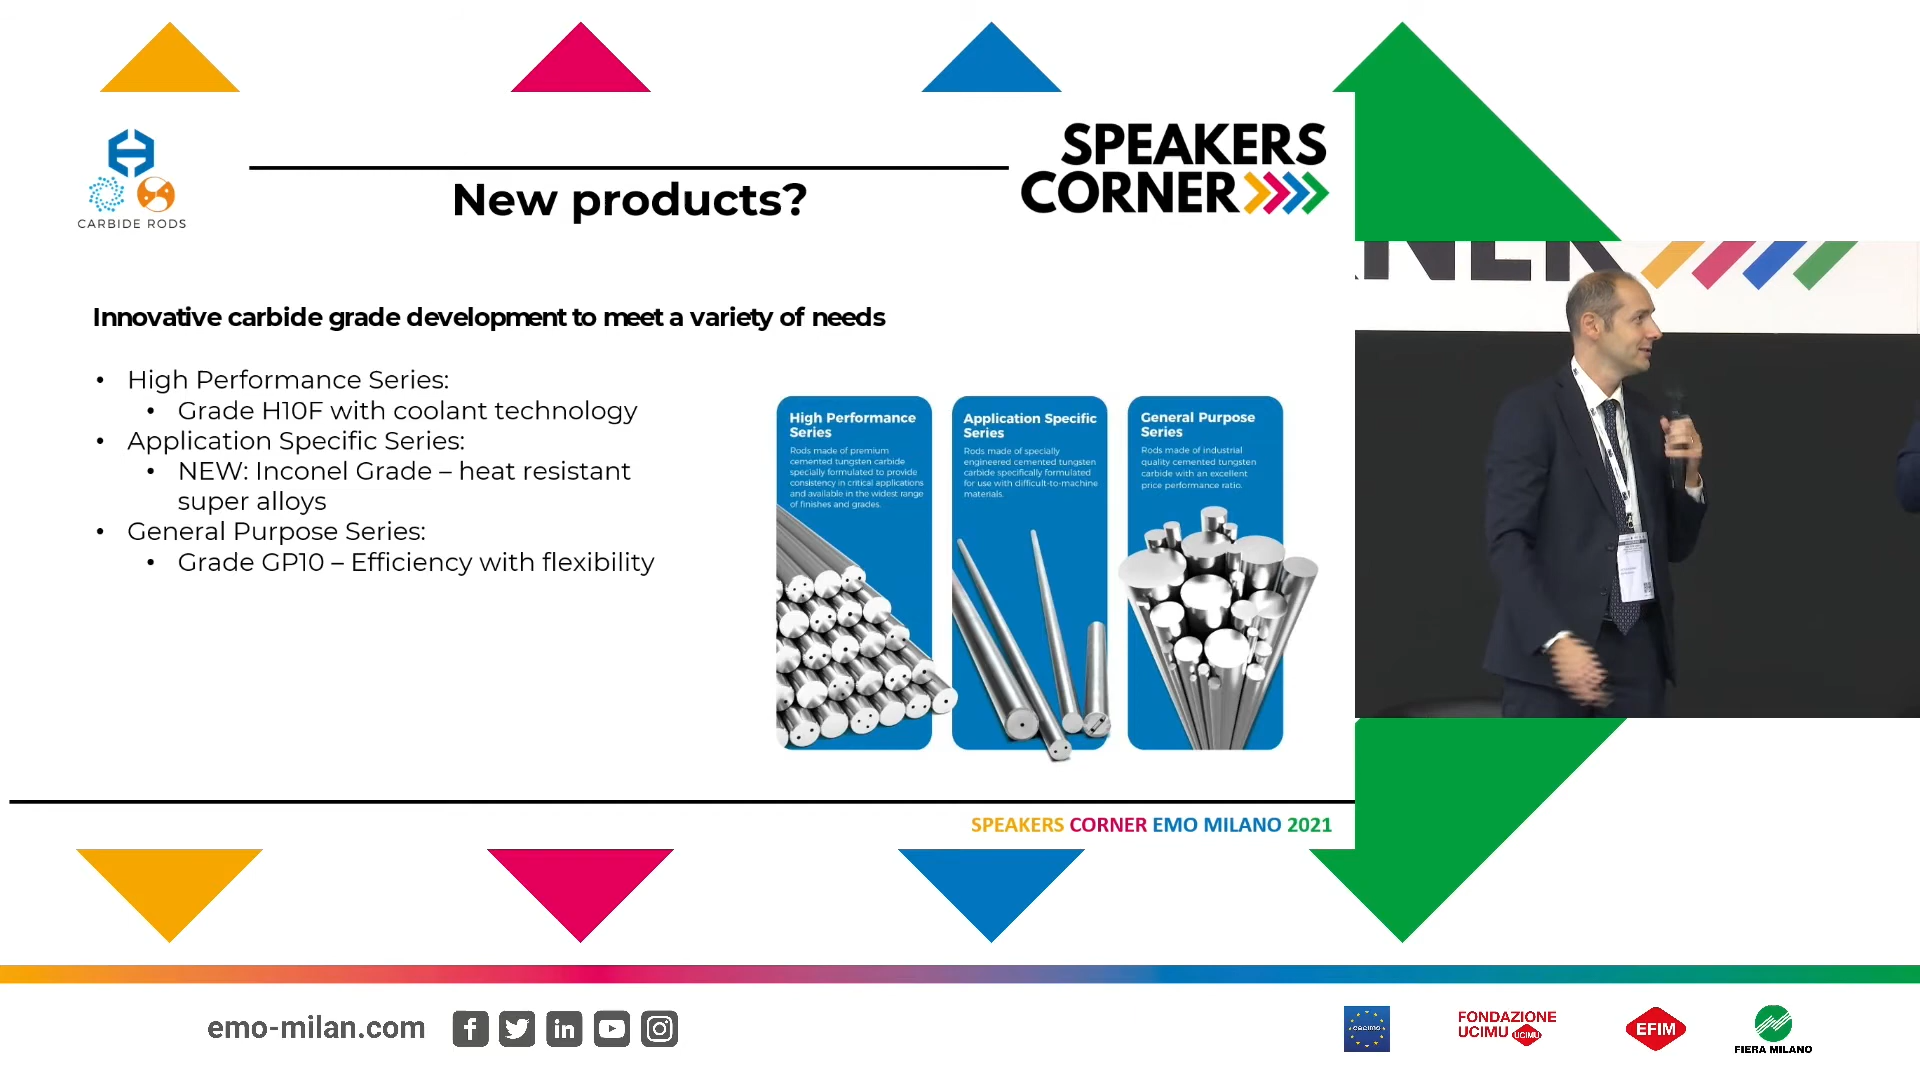 CARBIDE RODS
New products?
SPEAKERS
CORNER
Innovative carbide grade development to meet a variety of needs
• High Performance Series:
• Grade H10F with coolant technology
• Application Specific Series:
• NEW: Inconel Grade – heat resistant
super alloys
• General Purpose Series:
• Grade GP10 – Efficiency with flexibility
High Performance
Series
Rods made of premium
cemented tungsten carbide
specially formulated to provide
consistency in critical applications
and available in the widest range
of finishes and grades.
Application Specific
Series
Rods made of specially
engineered cemented tungsten
carbide specifically formulated
for use with difficult-to-machine
materials.
General Purpose
Series
Rods made of industrial
quality cemented tungsten
carbide with an excellent
price performance ratio.
SPEAKERS CORNER EMO MILANO 2021
emo-milan.com
cecimo
FONDAZIONE
UCIMU
UCIMU
EFIM
FIERA MILANO